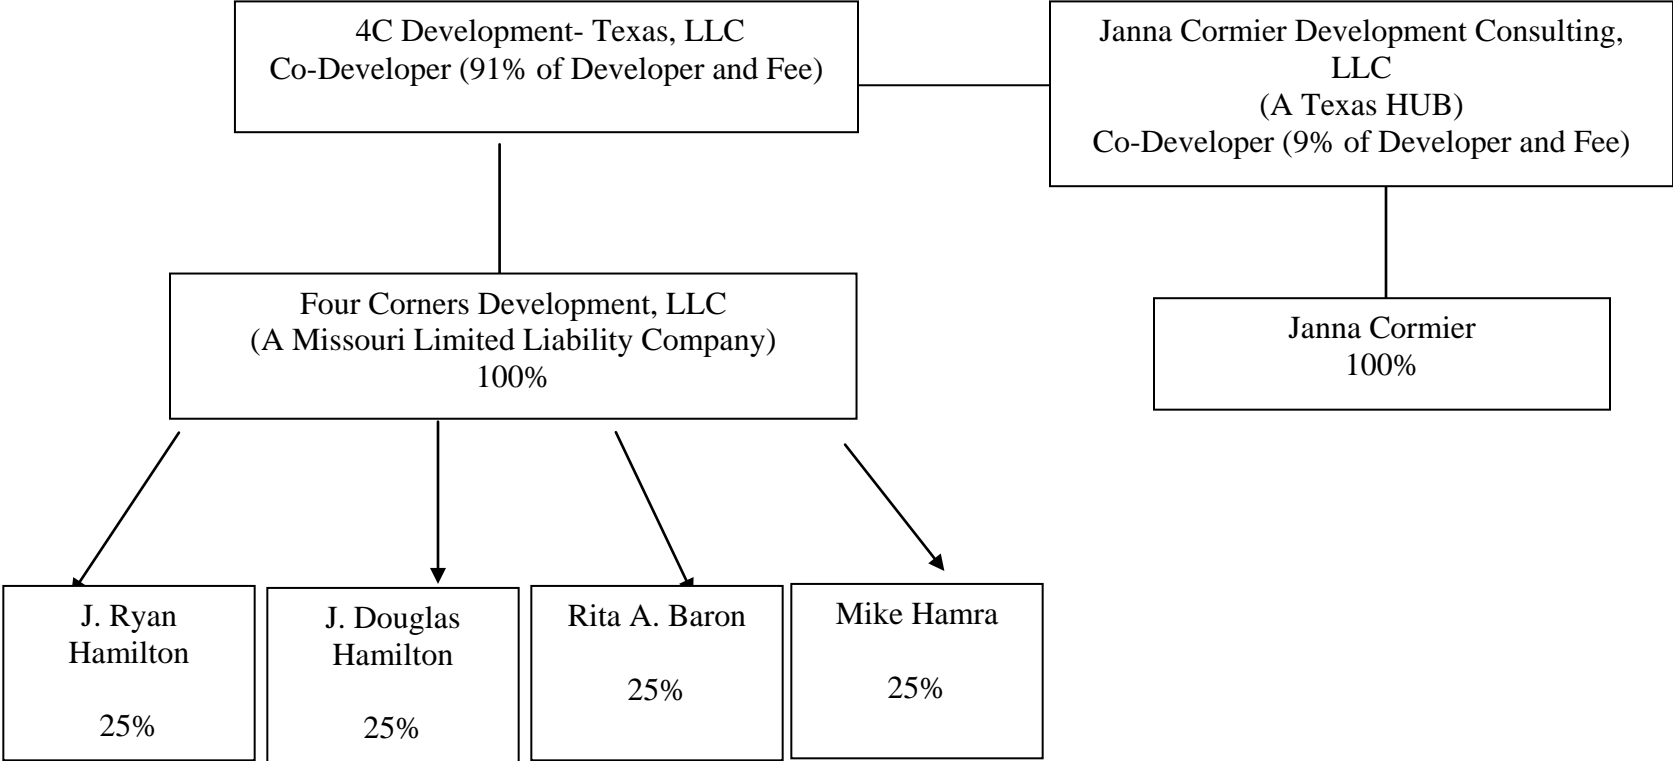 4C Development- Texas, LLC
Co-Developer (91% of Developer and Fee)
Janna Cormier Development Consulting,
LLC
(A Texas HUB)
Co-Developer (9% of Developer and Fee)
Four Corners Development, LLC
(A Missouri Limited Liability Company)
100%
Janna Cormier
100%
J. Ryan
Hamilton
25%
J. Douglas
Hamilton
25%
Rita A. Baron
25%
Mike Hamra
25%